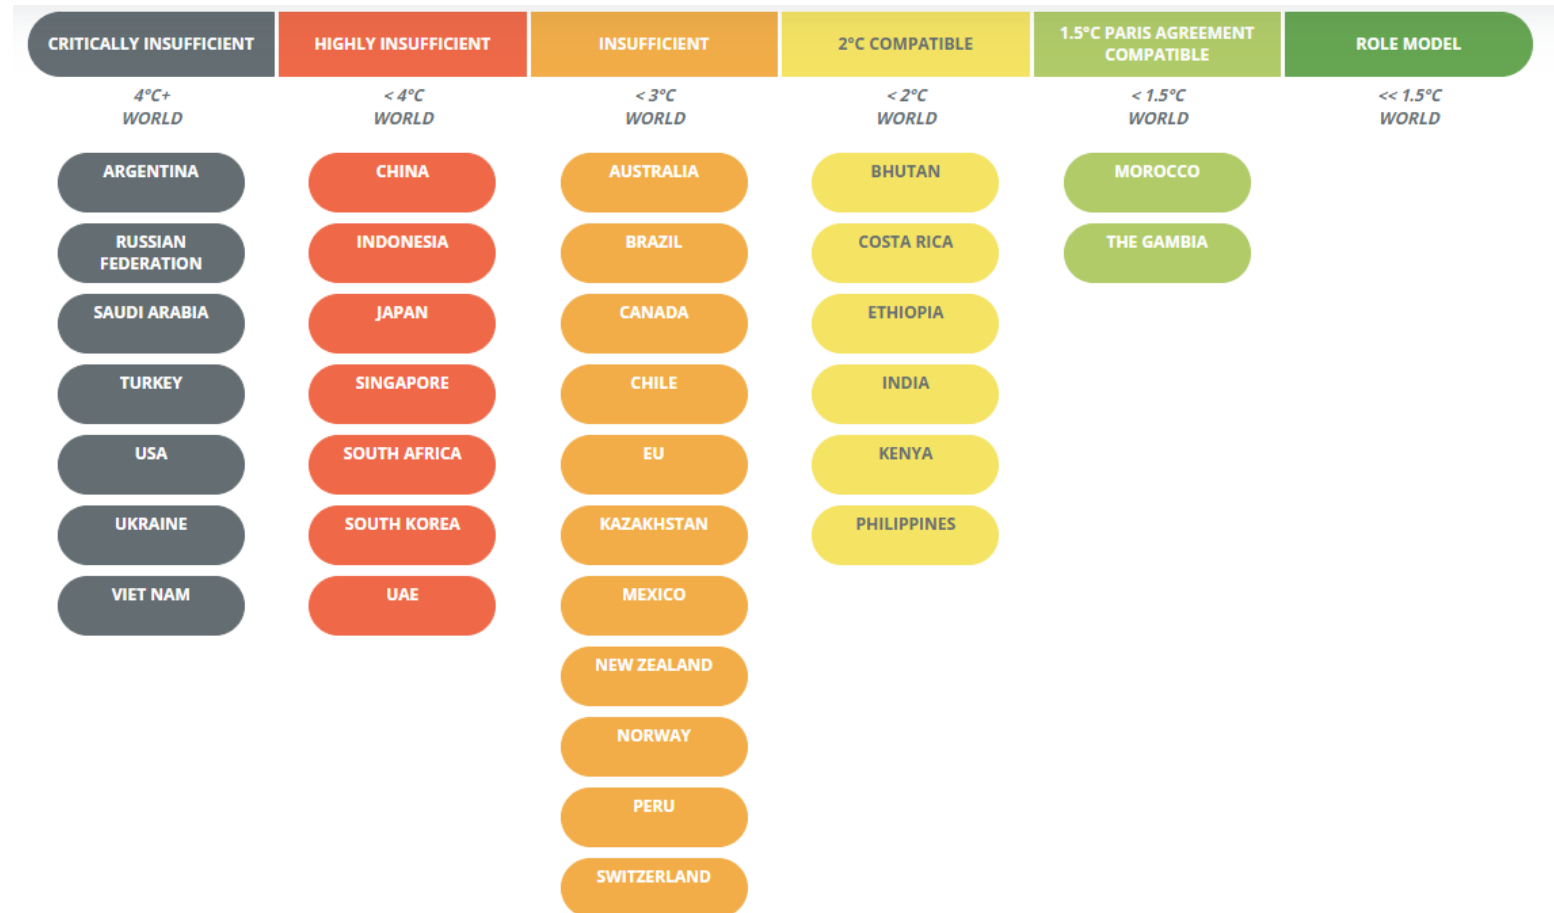 CRITICALLY INSUFFICIENT
HIGHLY INSUFFICIENT
INSUFFICIENT
2°C COMPATIBLE
1.5°C PARIS AGREEMENT
COMPATIBLE
ROLE MODEL
4°C+
WORLD
< 4°C
WORLD
< 3°C
WORLD
< 2°C
WORLD
< 1.5°C
WORLD
<< 1.5°C
WORLD
ARGENTINA
RUSSIAN
FEDERATION
SAUDI ARABIA
TURKEY
USA
UKRAINE
VIET NAM
CHINA
INDONESIA
JAPAN
SINGAPORE
SOUTH AFRICA
SOUTH KOREA
UAE
AUSTRALIA
BRAZIL
CANADA
CHILE
EU
KAZAKHSTAN
MEXICO
NEW ZEALAND
NORWAY
PERU
SWITZERLAND
BHUTAN
COSTA RICA
ETHIOPIA
INDIA
KENYA
PHILIPPINES
MOROCCO
THE GAMBIA